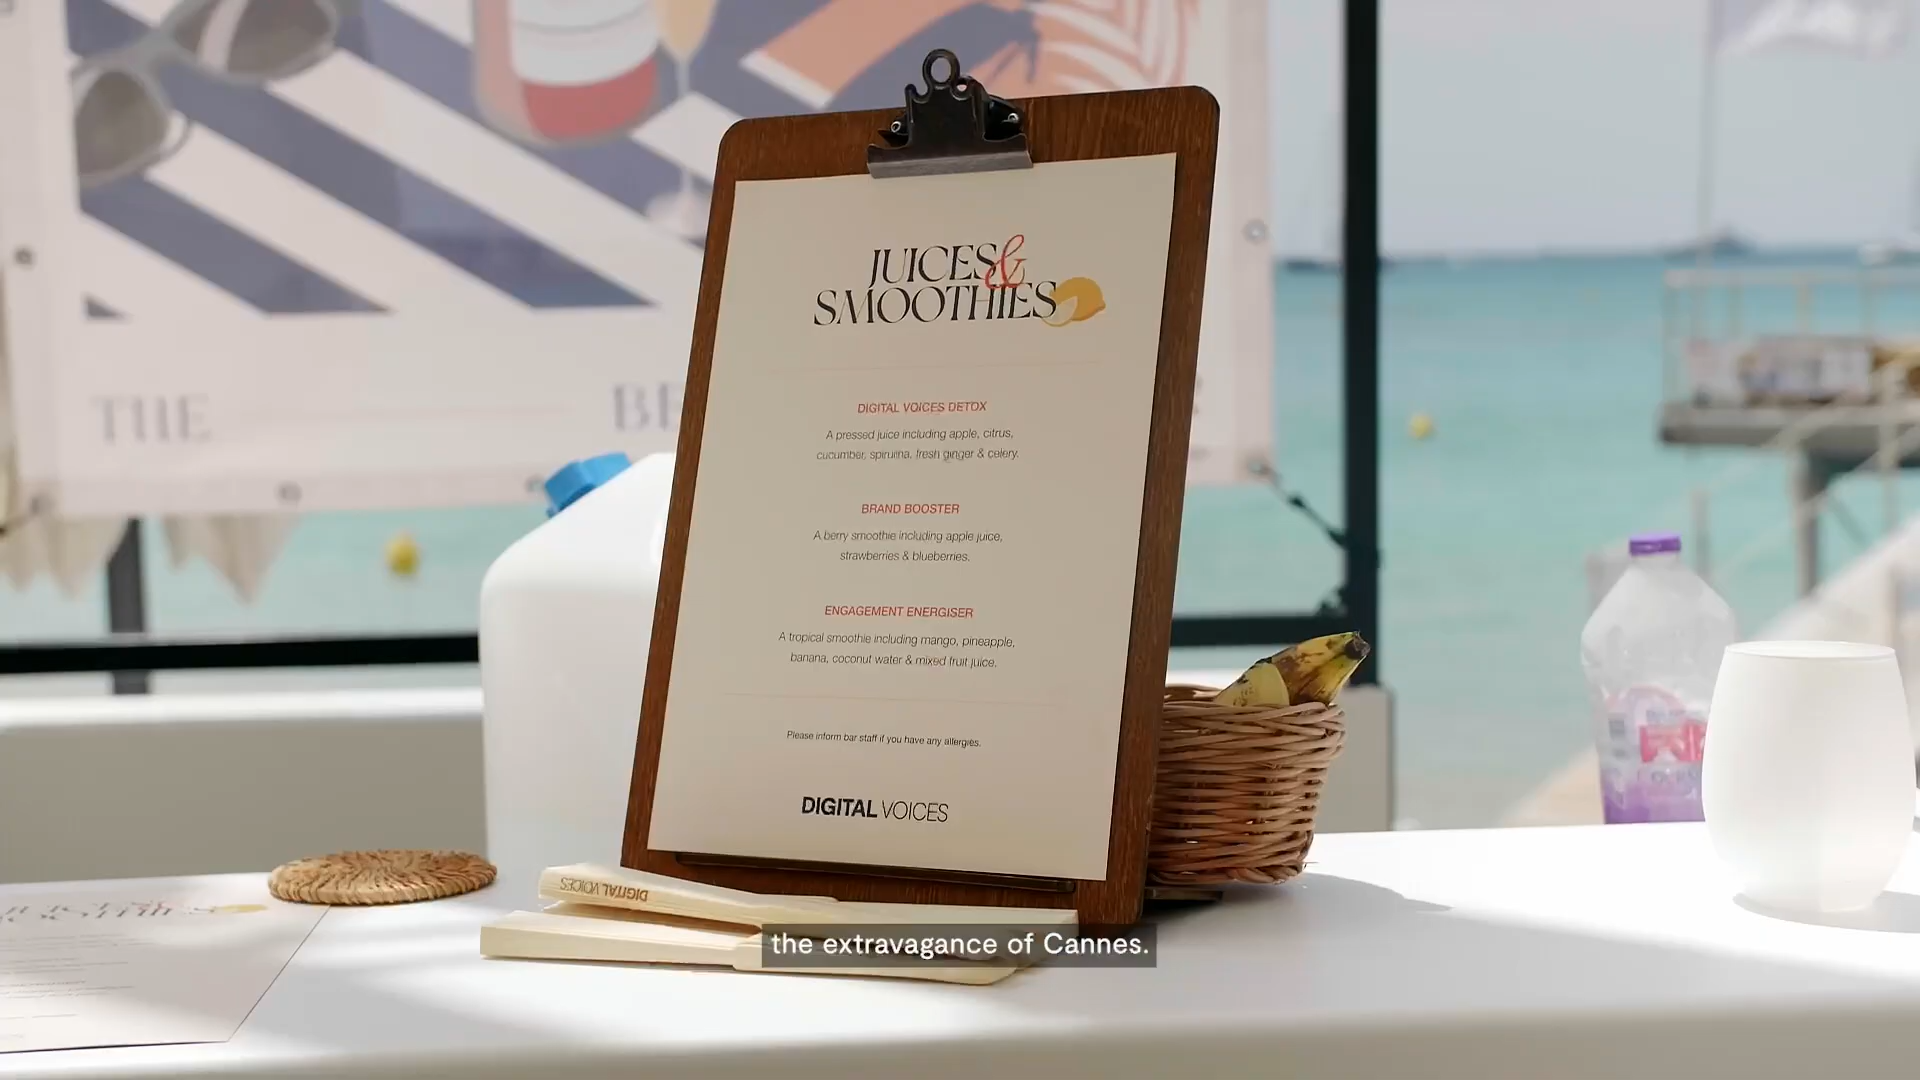 JUICES &
SMOOTHIES
DIGITAL VOICES DETOX
A pressed juice including apple, citrus,
cucumber, spirulina, fresh ginger & celery.
BRAND BOOSTER
A berry smoothie including apple juice,
strawberries & blueberries.
ENGAGEMENT ENERGISER
A tropical smoothie including mango, pineapple,
banana, coconut water & mixed fruit juice.
Please inform bar staff if you have any allergies.
DIGITAL VOICES
THE
DIGITAL VOICES
the extravagance of Cannes.